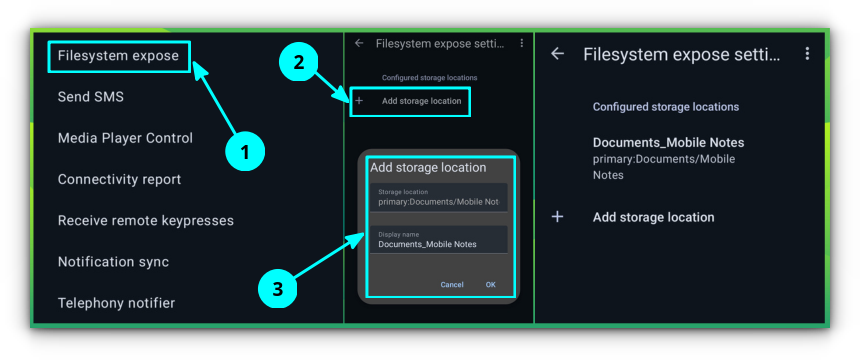 Filesystem expose
Send SMS
Media Player Control
Connectivity report
Receive remote keypresses
Notification sync
Telephony notifier
1
2
3
Filesystem expose setti...
Configured storage locations
Add storage location
Add storage location
Storage location
primary:Documents/Mobile Not
Display name
Documents_Mobile Notes
Cancel OK
Filesystem expose setti...
Configured storage locations
Documents_Mobile Notes
primary:Documents/Mobile
Notes
Add storage location